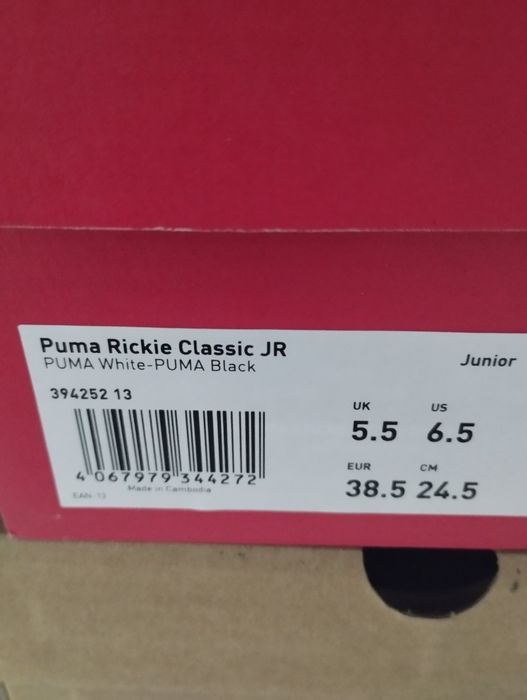 Puma Rickie Classic JR
PUMA White-PUMA Black
Junior
394252 13
UK US
5.5 6.5
EUR CM
38.5 24.5
4 067979 344272
Made in Cambodia
EAN-13